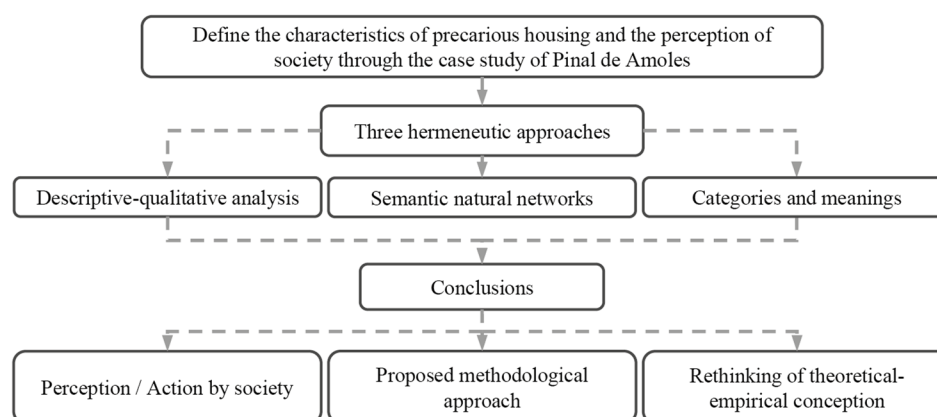 Define the characteristics of precarious housing and the perception of
society through the case study of Pinal de Amoles
Three hermeneutic approaches
Descriptive-qualitative analysis
Semantic natural networks
Categories and meanings
Conclusions
Perception / Action by society
Proposed methodological
approach
Rethinking of theoretical-
empirical conception